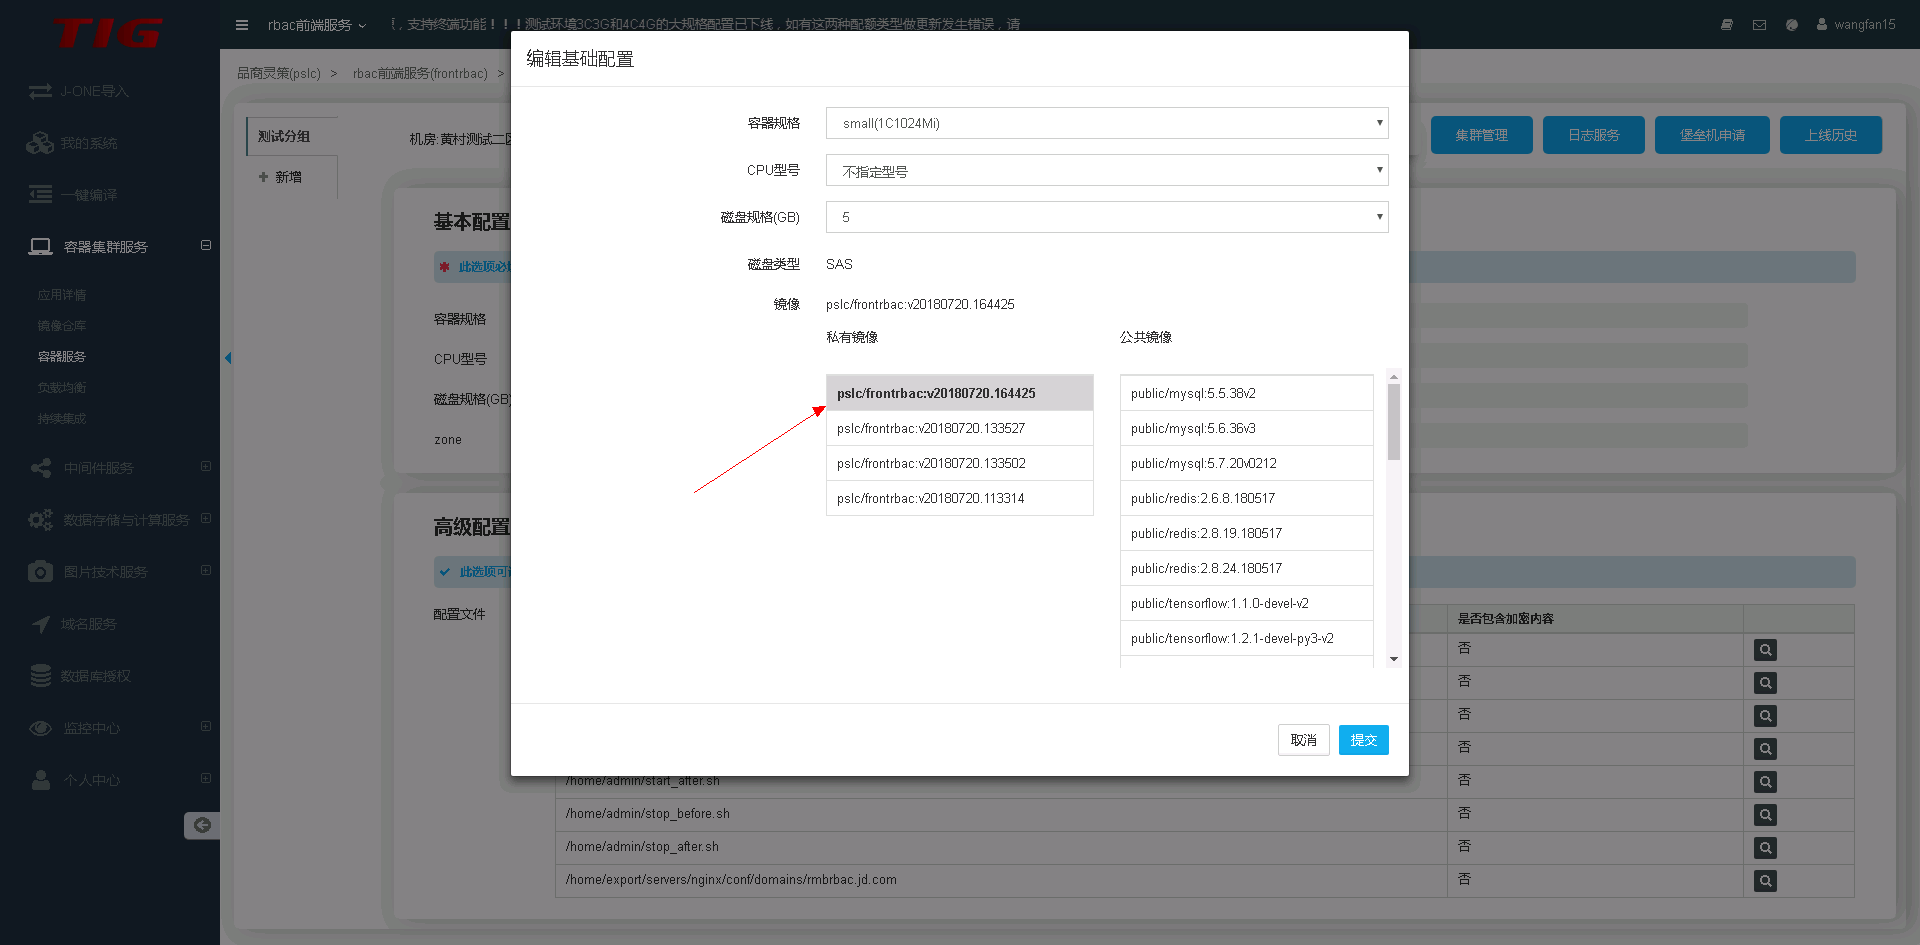 TIG
rbac前端服务
，支持终端功能！！！测试环境3C3G和4C4G的大规格配置已下线，如有这两种配额类型做更新发生错误，请
wangfan15
J-ONE导入
我的系统
一键编译
容器集群服务
应用详情
镜像仓库
容器服务
负载均衡
持续集成
中间件服务
数据存储与计算服务
图片技术服务
域名服务
数据库授权
监控中心
个人中心
品商灵策(pslc) > rbac前端服务(frontrbac) >
测试分组
新增
机房:黄村测试二区
集群管理
日志服务
堡垒机申请
上线历史
基本配置
此选项必
容器规格
CPU型号
磁盘规格(GB)
zone
高级配置
此选项可
配置文件
是否包含加密内容
否
否
否
否
/home/admin/start_after.sh 否
/home/admin/stop_before.sh 否
/home/admin/stop_after.sh 否
/home/export/servers/nginx/conf/domains/rmbrbac.jd.com 否
编辑基础配置
容器规格 small(1C1024Mi)
CPU型号 不指定型号
磁盘规格(GB) 5
磁盘类型 SAS
镜像 pslc/frontrbac:v20180720.164425
私有镜像
pslc/frontrbac:v20180720.164425
pslc/frontrbac:v20180720.133527
pslc/frontrbac:v20180720.133502
pslc/frontrbac:v20180720.113314
公共镜像
public/mysql:5.5.38v2
public/mysql:5.6.36v3
public/mysql:5.7.20v0212
public/redis:2.6.8.180517
public/redis:2.8.19.180517
public/redis:2.8.24.180517
public/tensorflow:1.1.0-devel-v2
public/tensorflow:1.2.1-devel-py3-v2
取消
提交